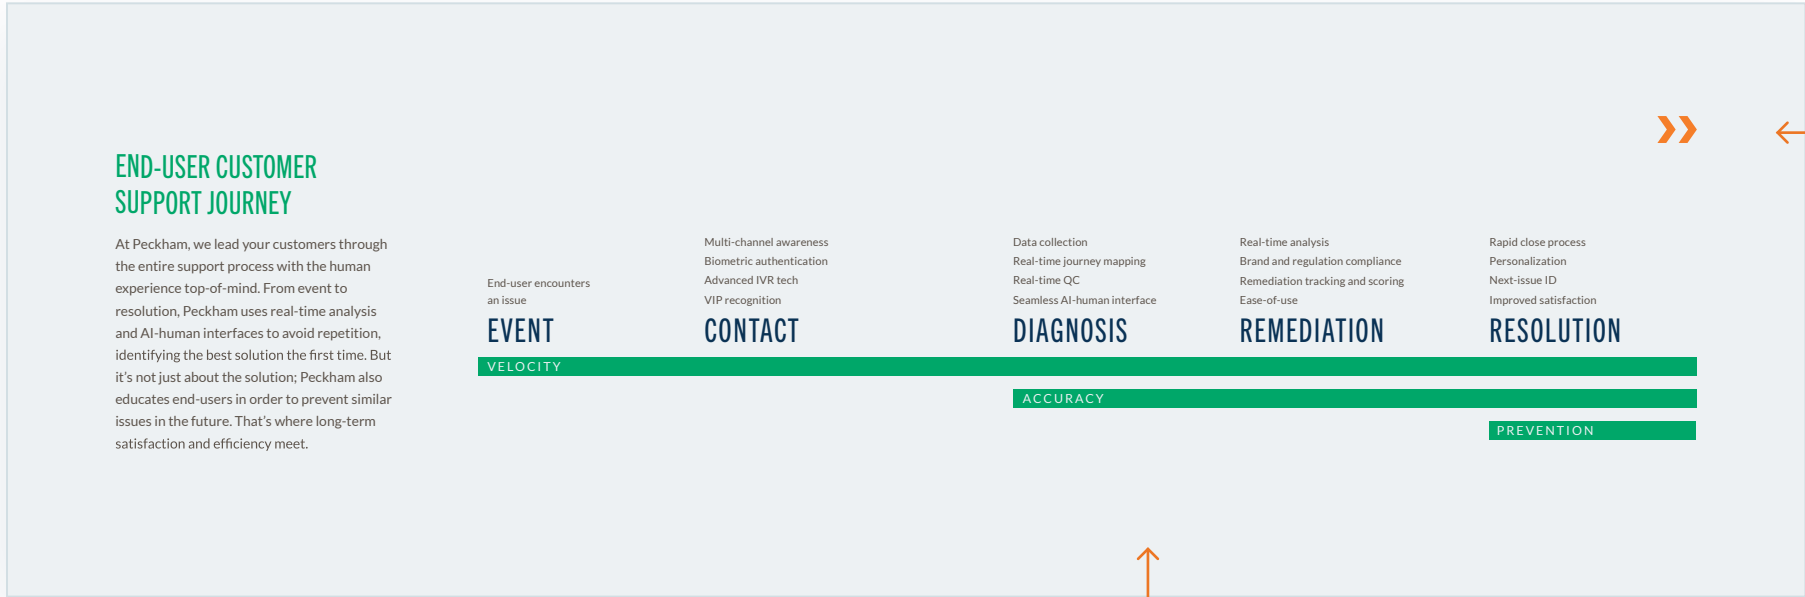 END-USER CUSTOMER
SUPPORT JOURNEY
At Peckham, we lead your customers through
the entire support process with the human
experience top-of-mind. From event to
resolution, Peckham uses real-time analysis
and AI-human interfaces to avoid repetition,
identifying the best solution the first time. But
it’s not just about the solution; Peckham also
educates end-users in order to prevent similar
issues in the future. That’s where long-term
satisfaction and efficiency meet.
End-user encounters
an issue
EVENT
Multi-channel awareness
Biometric authentication
Advanced IVR tech
VIP recognition
CONTACT
Data collection
Real-time journey mapping
Real-time QC
Seamless AI-human interface
DIAGNOSIS
Real-time analysis
Brand and regulation compliance
Remediation tracking and scoring
Ease-of-use
REMEDIATION
Rapid close process
Personalization
Next-issue ID
Improved satisfaction
RESOLUTION
VELOCITY
ACCURACY
PREVENTION